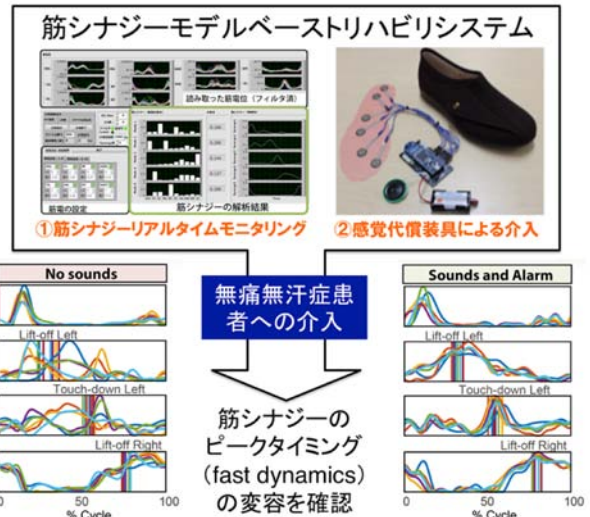 筋シナジーモデルベーストリハビリシステム
読み取った筋電位（フィルタ済）
筋電の設定
筋シナジーの解析結果
①筋シナジーリアルタイムモニタリング
②感覚代償装具による介入
No sounds
Lift-off Left
Touch-down Left
Lift-off Right
0 50 100
% Cycle
無痛無汗症患
者への介入
筋シナジーの
ピークタイミング
（fast dynamics）
の変容を確認
Sounds and Alarm
Lift-off Left
Touch-down Left
Lift-off Right
0 50 100
% Cycle